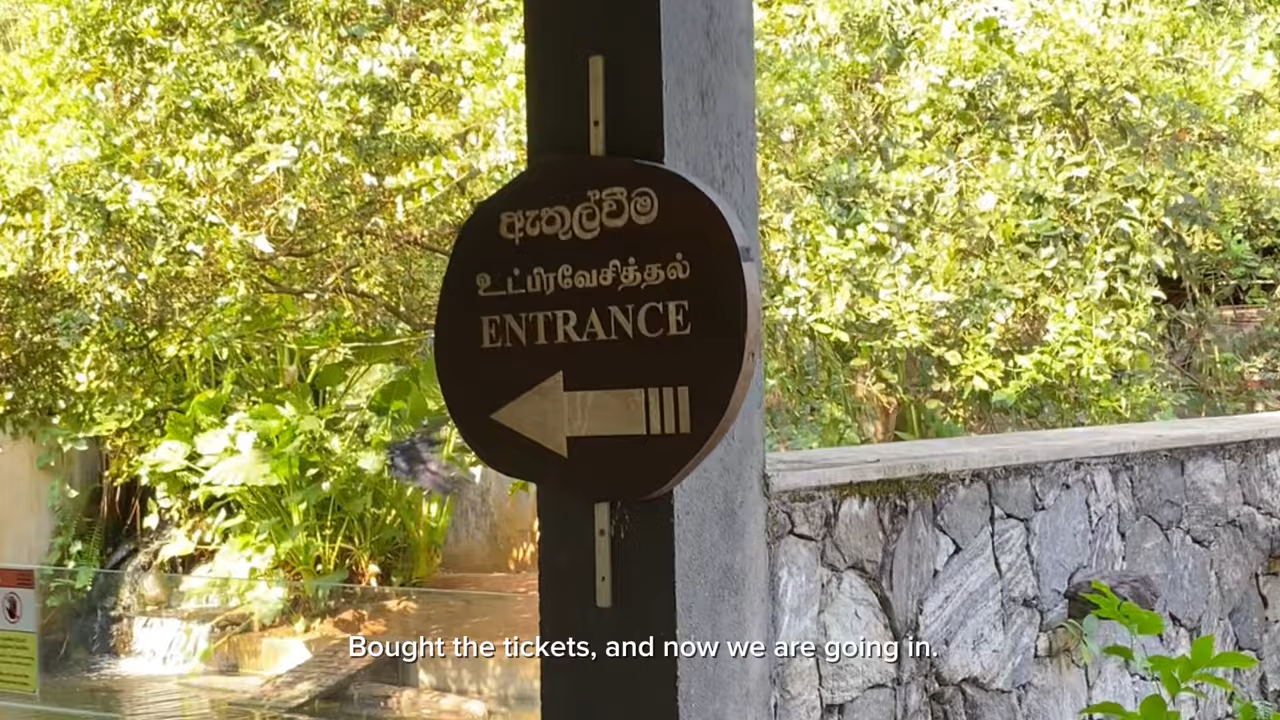 ඇතුල්වීම
உட்பிரவேசித்தல்
ENTRANCE
Bought the tickets, and now we are going in.